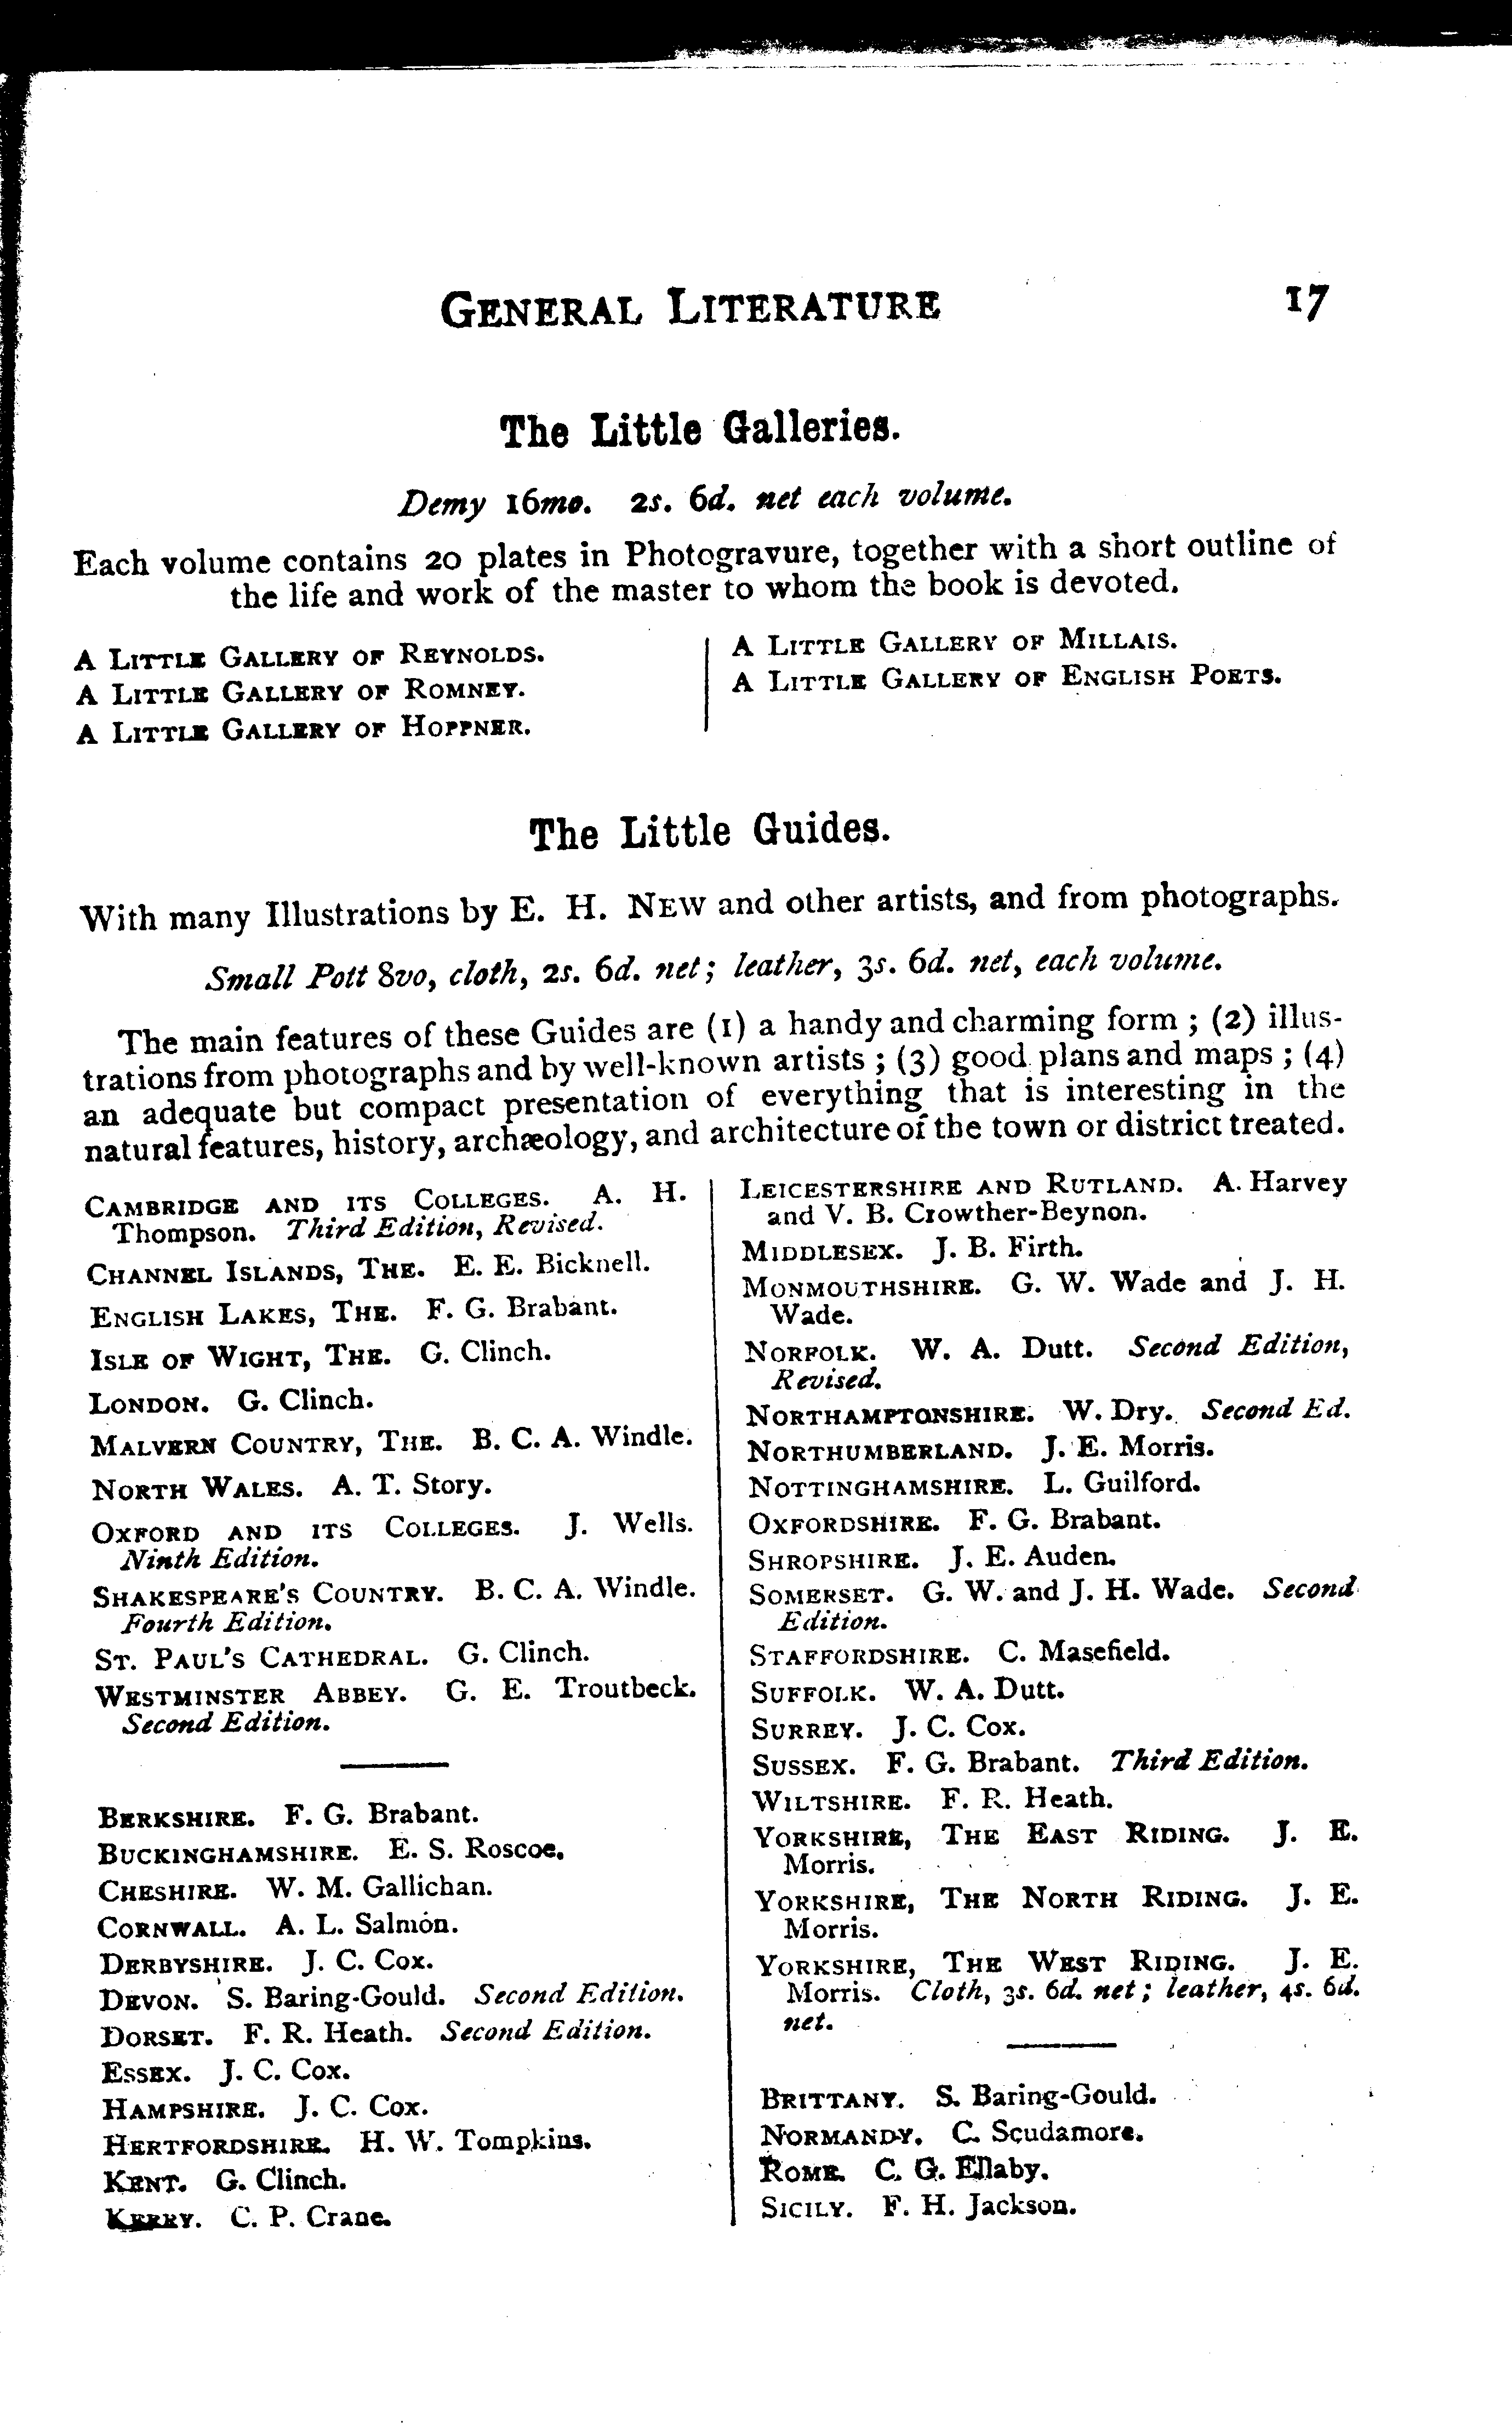 GENERAL LITERATURE 17
The Little Galleries.
Demy 16mo. 2s. 6d. net each volume.
Each volume contains 20 plates in Photogravure, together with a short outline of
the life and work of the master to whom the book is devoted.
A LITTLE GALLERY OF REYNOLDS.
A LITTLE GALLERY OF ROMNEY.
A LITTLE GALLERY OF HOPPNER.
A LITTLE GALLERY OF MILLAIS.
A LITTLE GALLERY OF ENGLISH POETS.
The Little Guides.
With many Illustrations by E. H. NEW and other artists, and from photographs.
Small Pott 8vo, cloth, 2s. 6d. net; leather, 3s. 6d. net, each volume.
The main features of these Guides are (1) a handy and charming form ; (2) illus-
trations from photographs and by well-known artists ; (3) good plans and maps ; (4)
an adequate but compact presentation of everything that is interesting in the
natural features, history, archæology, and architecture of the town or district treated.
CAMBRIDGE AND ITS COLLEGES. A. H.
Thompson. Third Edition, Revised.
CHANNEL ISLANDS, THE. E. E. Bicknell.
ENGLISH LAKES, THE. F. G. Brabant.
ISLE OF WIGHT, THE. G. Clinch.
LONDON. G. Clinch.
MALVERN COUNTRY, THE. B. C. A. Windle.
NORTH WALES. A. T. Story.
OXFORD AND ITS COLLEGES. J. Wells.
Ninth Edition.
SHAKESPEARE'S COUNTRY. B. C. A. Windle.
Fourth Edition.
ST. PAUL'S CATHEDRAL. G. Clinch.
WESTMINSTER ABBEY. G. E. Troutbeck.
Second Edition.
BERKSHIRE. F. G. Brabant.
BUCKINGHAMSHIRE. E. S. Roscoe.
CHESHIRE. W. M. Gallichan.
CORNWALL. A. L. Salmon.
DERBYSHIRE. J. C. Cox.
DEVON. S. Baring-Gould. Second Edition.
DORSET. F. R. Heath. Second Edition.
ESSEX. J. C. Cox.
HAMPSHIRE. J. C. Cox.
HERTFORDSHIRE. H. W. Tompkins.
KENT. G. Clinch.
KERRY. C. P. Crane.
LEICESTERSHIRE AND RUTLAND. A. Harvey
and V. B. Crowther-Beynon.
MIDDLESEX. J. B. Firth.
MONMOUTHSHIRE. G. W. Wade and J. H.
Wade.
NORFOLK. W. A. Dutt. Second Edition,
Revised.
NORTHAMPTONSHIRE. W. Dry. Second Ed.
NORTHUMBERLAND. J. E. Morris.
NOTTINGHAMSHIRE. L. Guilford.
OXFORDSHIRE. F. G. Brabant.
SHROPSHIRE. J. E. Auden.
SOMERSET. G. W. and J. H. Wade. Second
Edition.
STAFFORDSHIRE. C. Masefield.
SUFFOLK. W. A. Dutt.
SURREY. J. C. Cox.
SUSSEX. F. G. Brabant. Third Edition.
WILTSHIRE. F. R. Heath.
YORKSHIRE, THE EAST RIDING. J. E.
Morris.
YORKSHIRE, THE NORTH RIDING. J. E.
Morris.
YORKSHIRE, THE WEST RIDING. J. E.
Morris. Cloth, 3s. 6d. net; leather, 4s. 6d.
net.
BRITTANY. S. Baring-Gould.
NORMANDY. C. Scudamore.
ROME. C. G. Ellaby.
SICILY. F. H. Jackson.